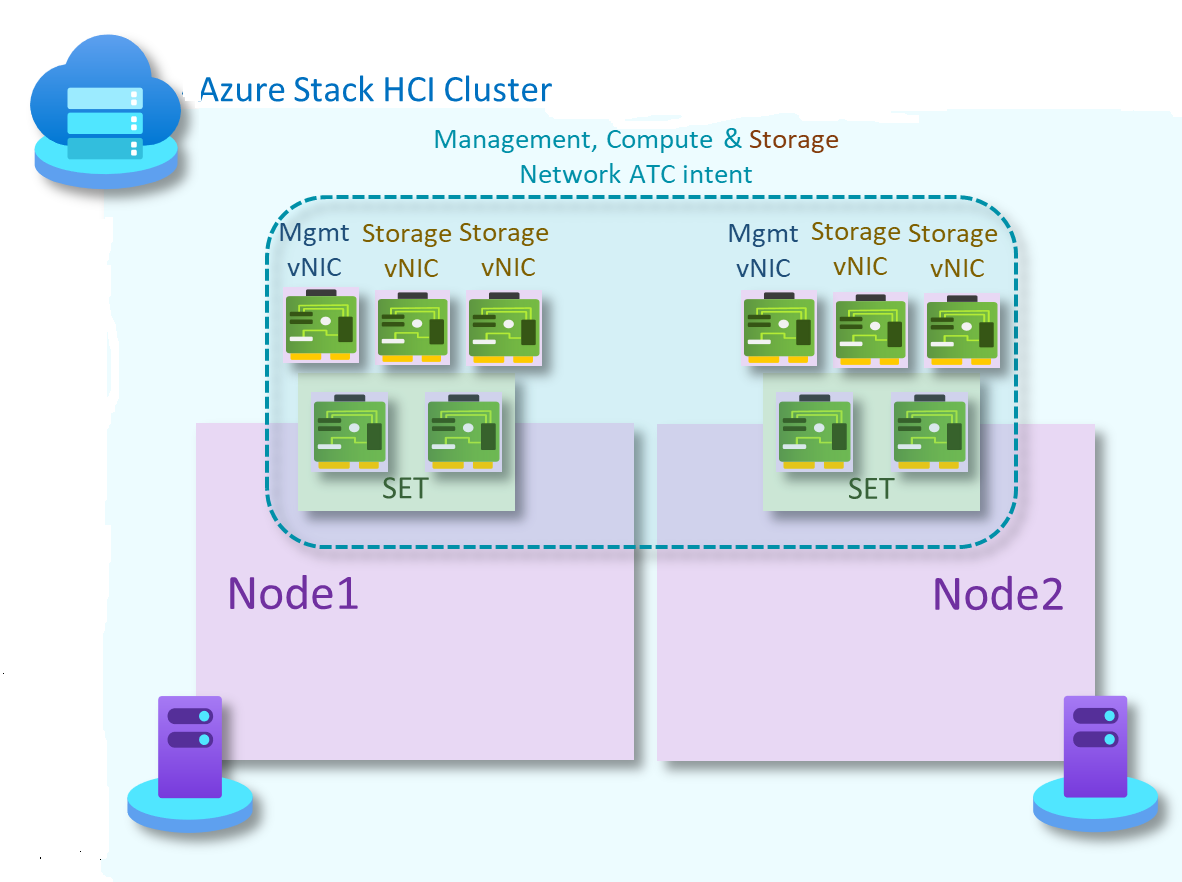 Azure Stack HCI Cluster
Management, Compute & Storage
Network ATC intent
Mgmt vNIC
Storage vNIC
Storage vNIC
Mgmt vNIC
Storage vNIC
Storage vNIC
SET
SET
Node1
Node2